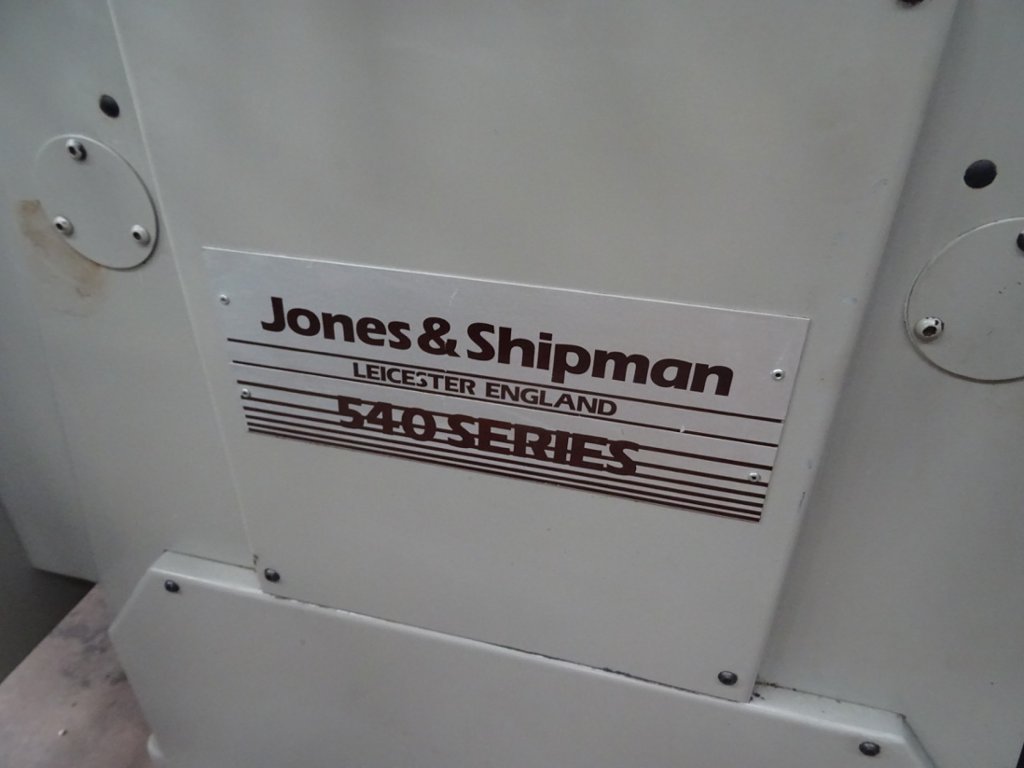 Jones & Shipman
LEICESTER ENGLAND
540 SERIES